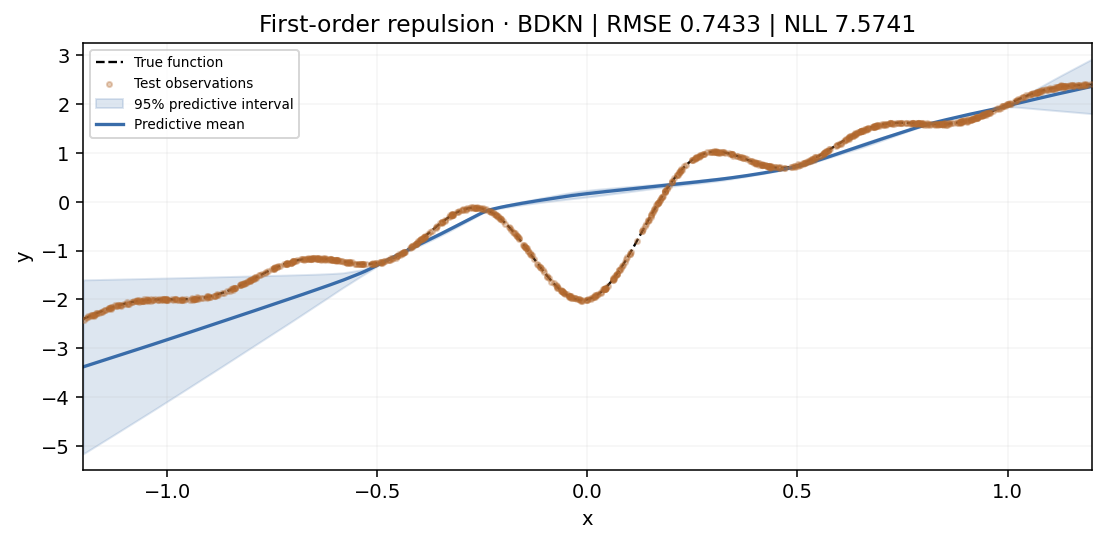 First-order repulsion · BDKN | RMSE 0.7433 | NLL 7.5741
True function
Test observations
95% predictive interval
Predictive mean
3
2
1
0
−1
−2
−3
−4
−5
y
−1.0 −0.5 0.0 0.5 1.0
x